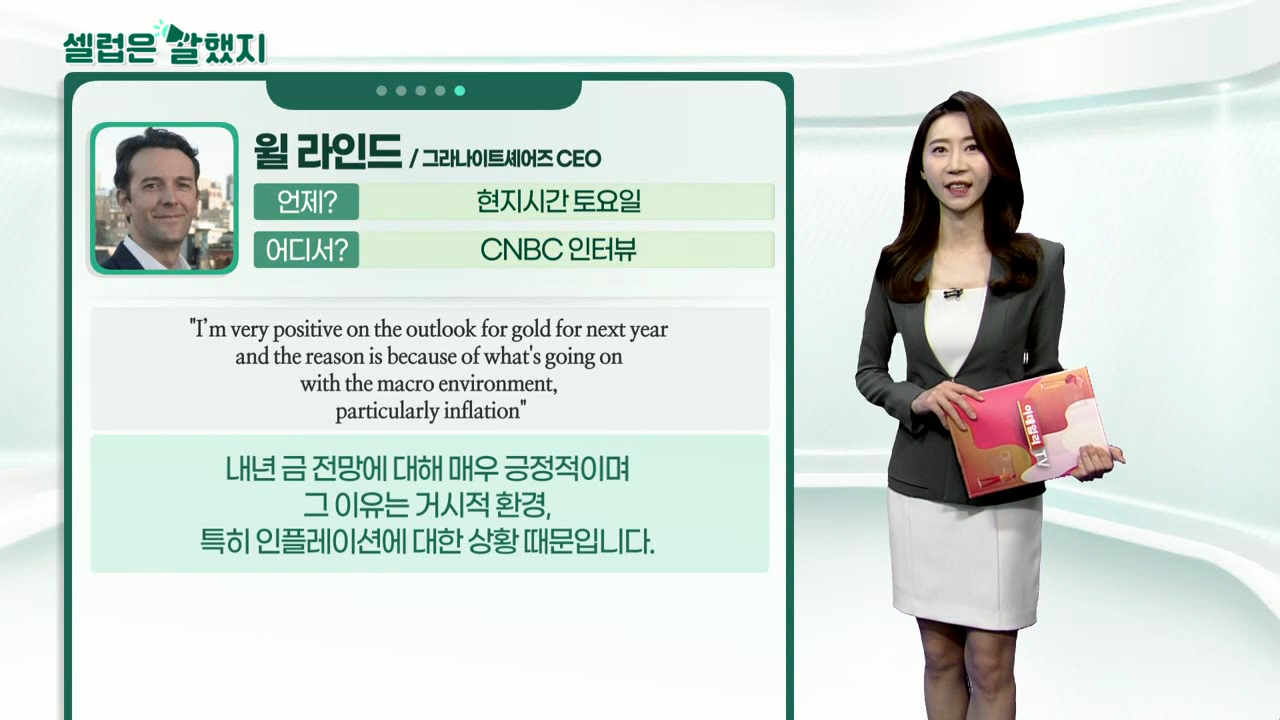 셀럽은 말했지
윌 라인드 / 그라나이트셰어즈 CEO
언제? 현지시간 토요일
어디서? CNBC 인터뷰
"I’m very positive on the outlook for gold for next year
and the reason is because of what's going on
with the macro environment,
particularly inflation"
내년 금 전망에 대해 매우 긍정적이며
그 이유는 거시적 환경,
특히 인플레이션에 대한 상황 때문입니다.
이데일리 TV